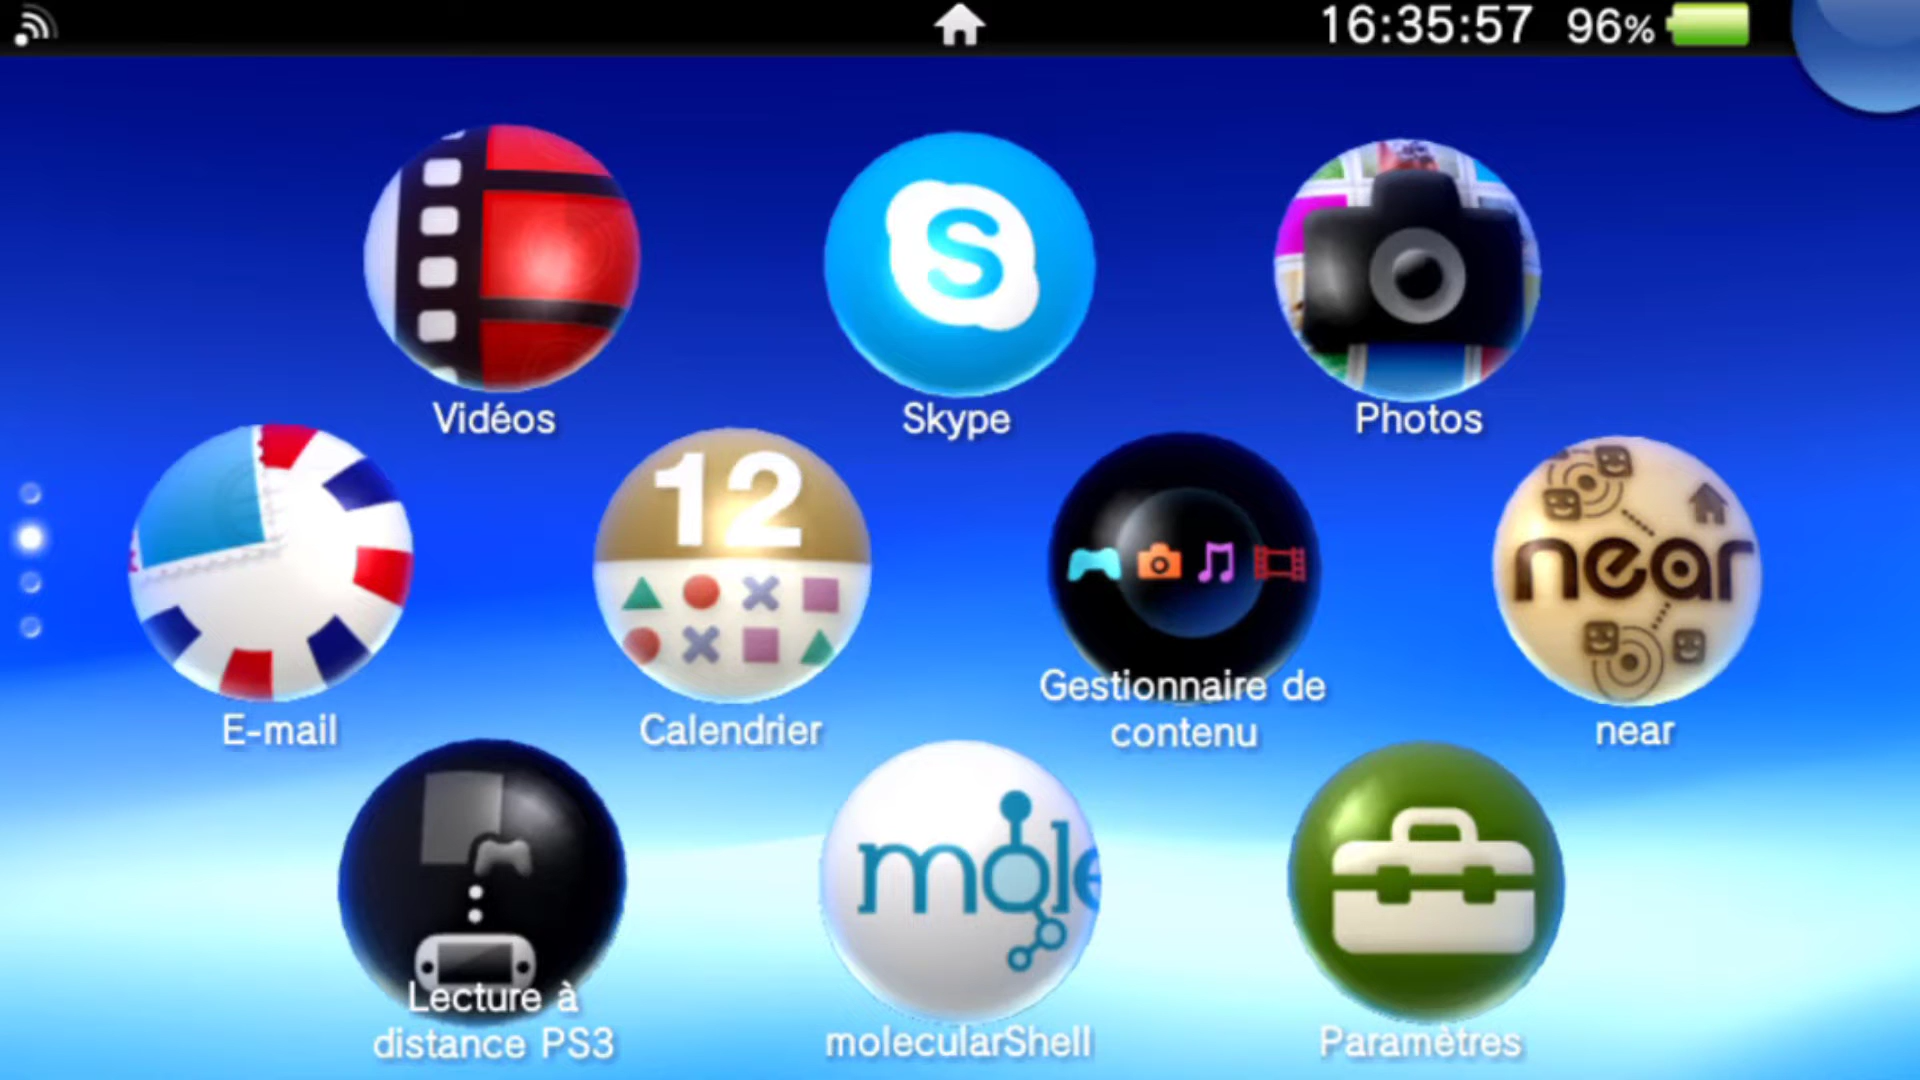 16:35:57 96%
Vidéos
Skype
Photos
12
near
E-mail
Calendrier
Gestionnaire de
contenu
near
mole
Lecture à
distance PS3
molecularShell
Paramètres